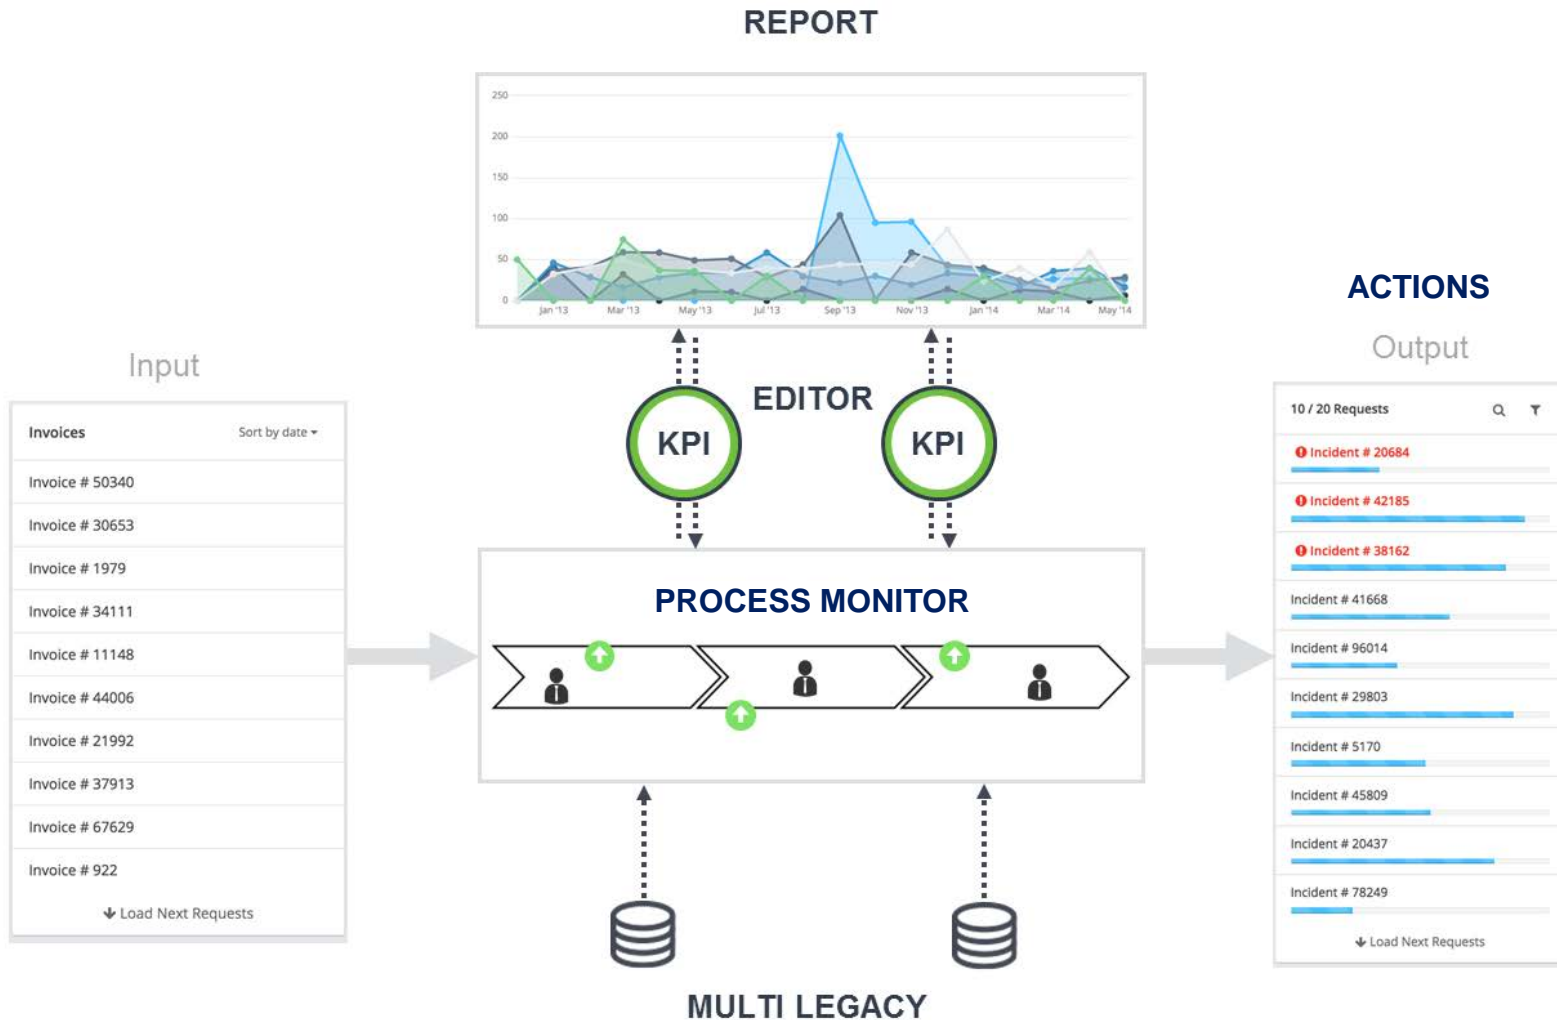 REPORT
250
200
150
100
50
0
Jan '13
Mar '13
May '13
Jul '13
Sep '13
Nov '13
Jan '14
Mar '14
May '14
Input
Invoices
Sort by date
Invoice # 50340
Invoice # 30653
Invoice # 1979
Invoice # 34111
Invoice # 11148
Invoice # 44006
Invoice # 21992
Invoice # 37913
Invoice # 67629
Invoice # 922
Load Next Requests
EDITOR
KPI
KPI
PROCESS MONITOR
MULTI LEGACY
ACTIONS
Output
10 / 20 Requests
Incident # 20684
Incident # 42185
Incident # 38162
Incident # 41668
Incident # 96014
Incident # 29803
Incident # 5170
Incident # 45809
Incident # 20437
Incident # 78249
Load Next Requests